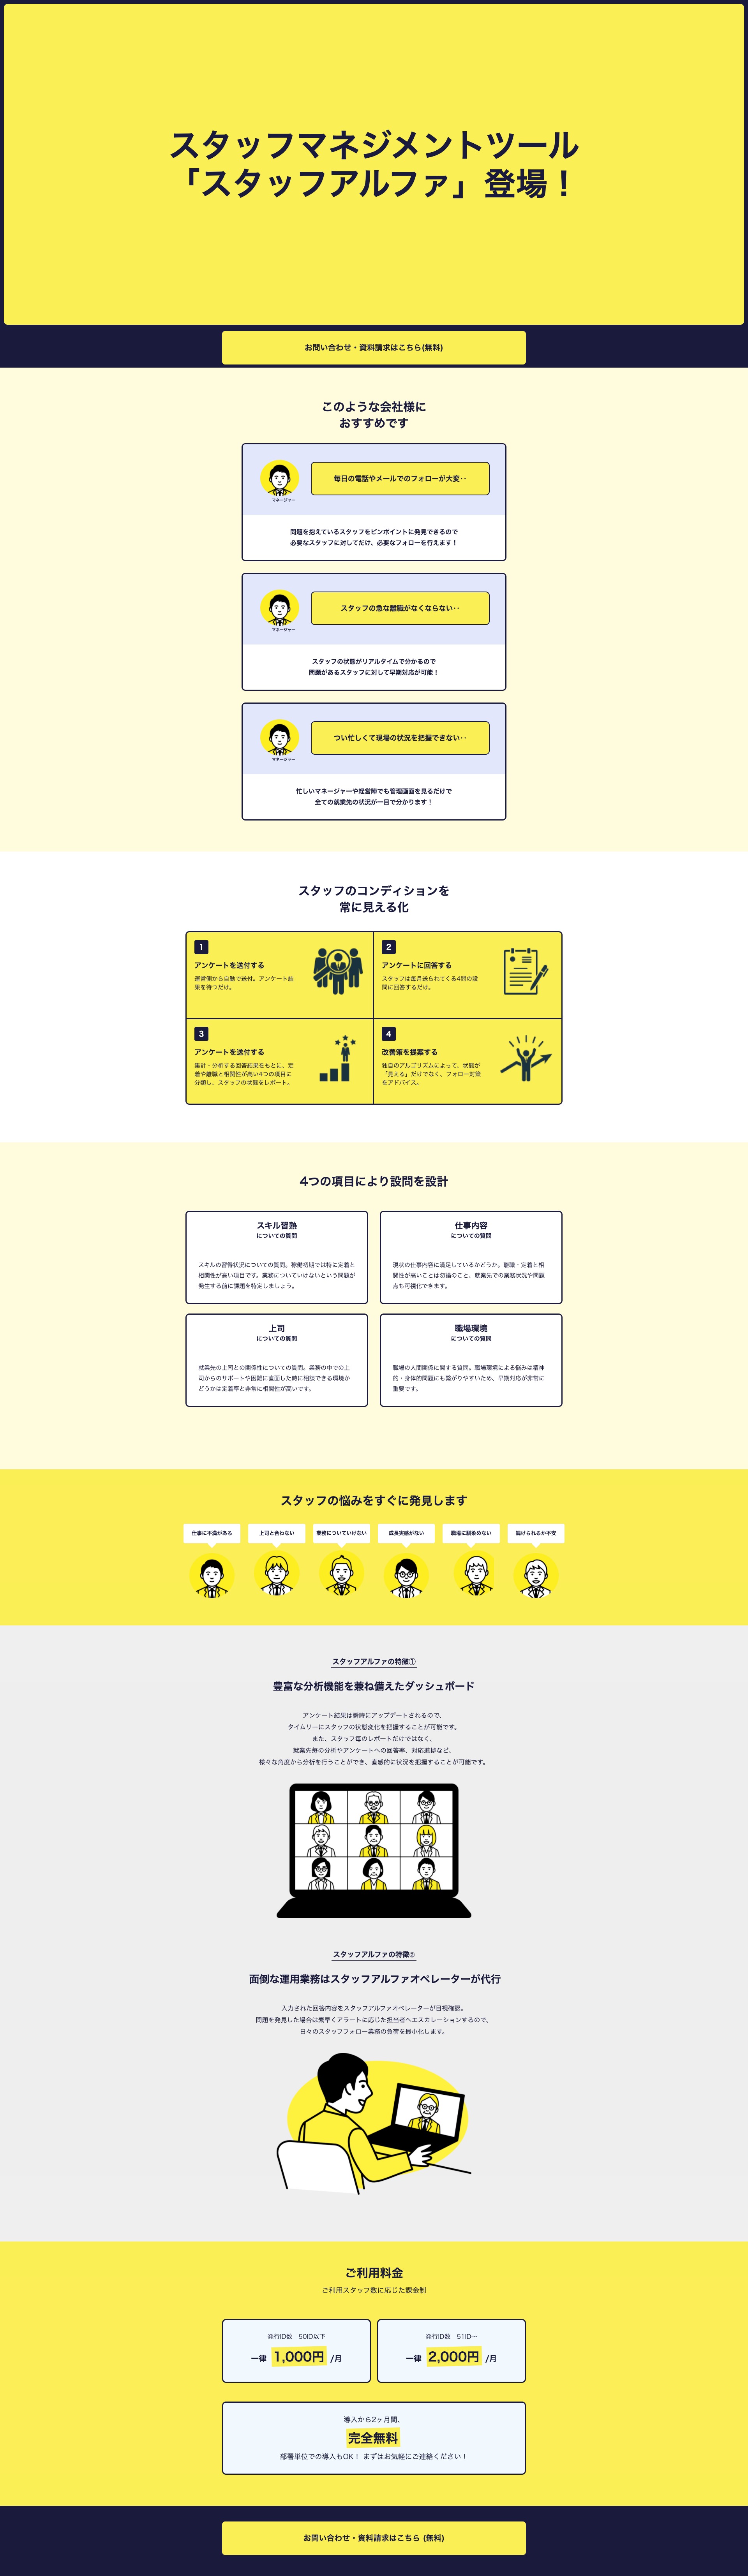 スタッフマネジメントツール
「スタッフアルファ」登場！
お問い合わせ・資料請求はこちら(無料)
このような会社様に
おすすめです
マネージャー
毎日の電話やメールでのフォローが大変‥
問題を抱えているスタッフをピンポイントに発見できるので
必要なスタッフに対してだけ、必要なフォローを行えます！
マネージャー
スタッフの急な離職がなくならない‥
スタッフの状態がリアルタイムで分かるので
問題があるスタッフに対して早期対応が可能！
マネージャー
つい忙しくて現場の状況を把握できない‥
忙しいマネージャーや経営陣でも管理画面を見るだけで
全ての就業先の状況が一目で分かります！
スタッフのコンディションを
常に見える化
1
アンケートを送付する
運営側から自動で送付。アンケート結
果を待つだけ。
2
アンケートに回答する
スタッフは毎月送られてくる4問の設
問に回答するだけ。
3
アンケートを送付する
集計・分析する回答結果をもとに、定
着や離職と相関性が高い4つの項目に
分類し、スタッフの状態をレポート。
4
改善策を提案する
独自のアルゴリズムによって、状態が
「見える」だけでなく、フォロー対策
をアドバイス。
4つの項目により設問を設計
スキル習熟
についての質問
スキルの習得状況についての質問。稼働初期では特に定着と
相関性が高い項目です。業務についていけないという問題が
発生する前に課題を特定しましょう。
仕事内容
についての質問
現状の仕事内容に満足しているかどうか。離職・定着と相
関性が高いことは勿論のこと、就業先での業務状況や問題
点も可視化できます。
上司
についての質問
就業先の上司との関係性についての質問。業務の中での上
司からのサポートや困難に直面した時に相談できる環境か
どうかは定着率と非常に相関性が高いです。
職場環境
についての質問
職場の人間関係に関する質問。職場環境による悩みは精神
的・身体的問題にも繋がりやすいため、早期対応が非常に
重要です。
スタッフの悩みをすぐに発見します
仕事に不満がある
上司と合わない
業務についていけない
成長実感がない
職場に馴染めない
続けられるか不安
スタッフアルファの特徴①
豊富な分析機能を兼ね備えたダッシュボード
アンケート結果は瞬時にアップデートされるので、
タイムリーにスタッフの状態変化を把握することが可能です。
また、スタッフ毎のレポートだけではなく、
就業先毎の分析やアンケートへの回答率、対応進捗など、
様々な角度から分析を行うことができ、直感的に状況を把握することが可能です。
スタッフアルファの特徴②
面倒な運用業務はスタッフアルファオペレーターが代行
入力された回答内容をスタッフアルファオペレーターが目視確認。
問題を発見した場合は素早くアラートに応じた担当者へエスカレーションするので、
日々のスタッフフォロー業務の負荷を最小化します。
ご利用料金
ご利用スタッフ数に応じた課金制
発行ID数　50ID以下
一律 1,000円 /月
発行ID数　51ID〜
一律 2,000円 /月
導入から2ヶ月間、
完全無料
部署単位での導入もOK！ まずはお気軽にご連絡ください！
お問い合わせ・資料請求はこちら (無料)